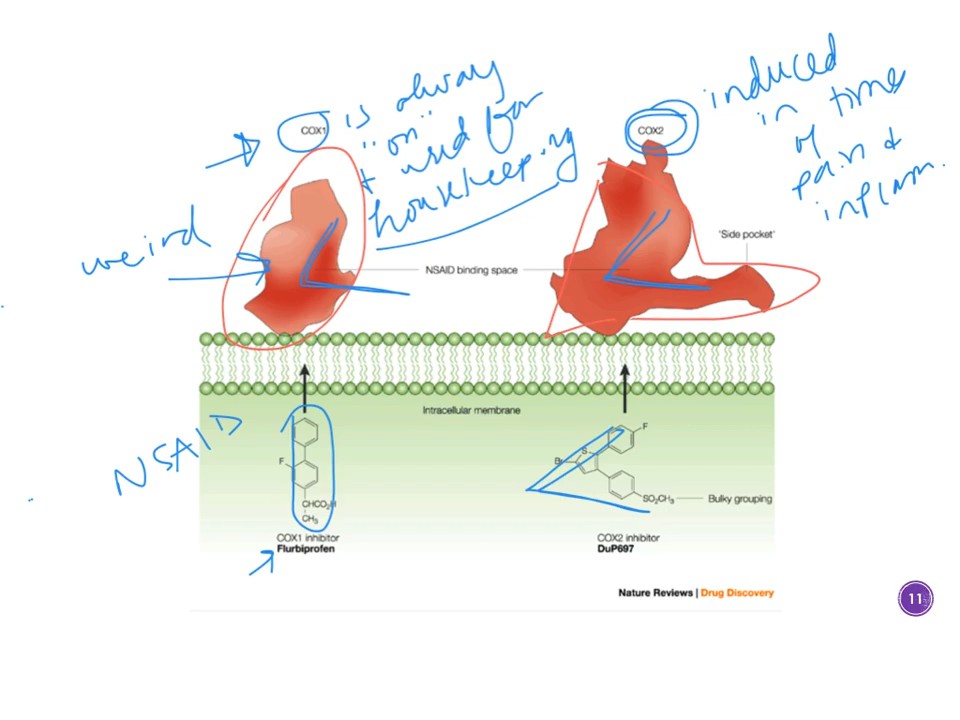 COX1
is always
"on"
+ used for
housekeeping
COX2
induced
in times
of
pain &
inflam.
weird
'Side pocket'
NSAID binding space
Intracellular membrane
NSAID
F
CHCO2H
CH3
COX1 inhibitor
Flurbiprofen
F
S
Br
SO2CH3
Bulky grouping
COX2 inhibitor
DuP697
Nature Reviews | Drug Discovery
11